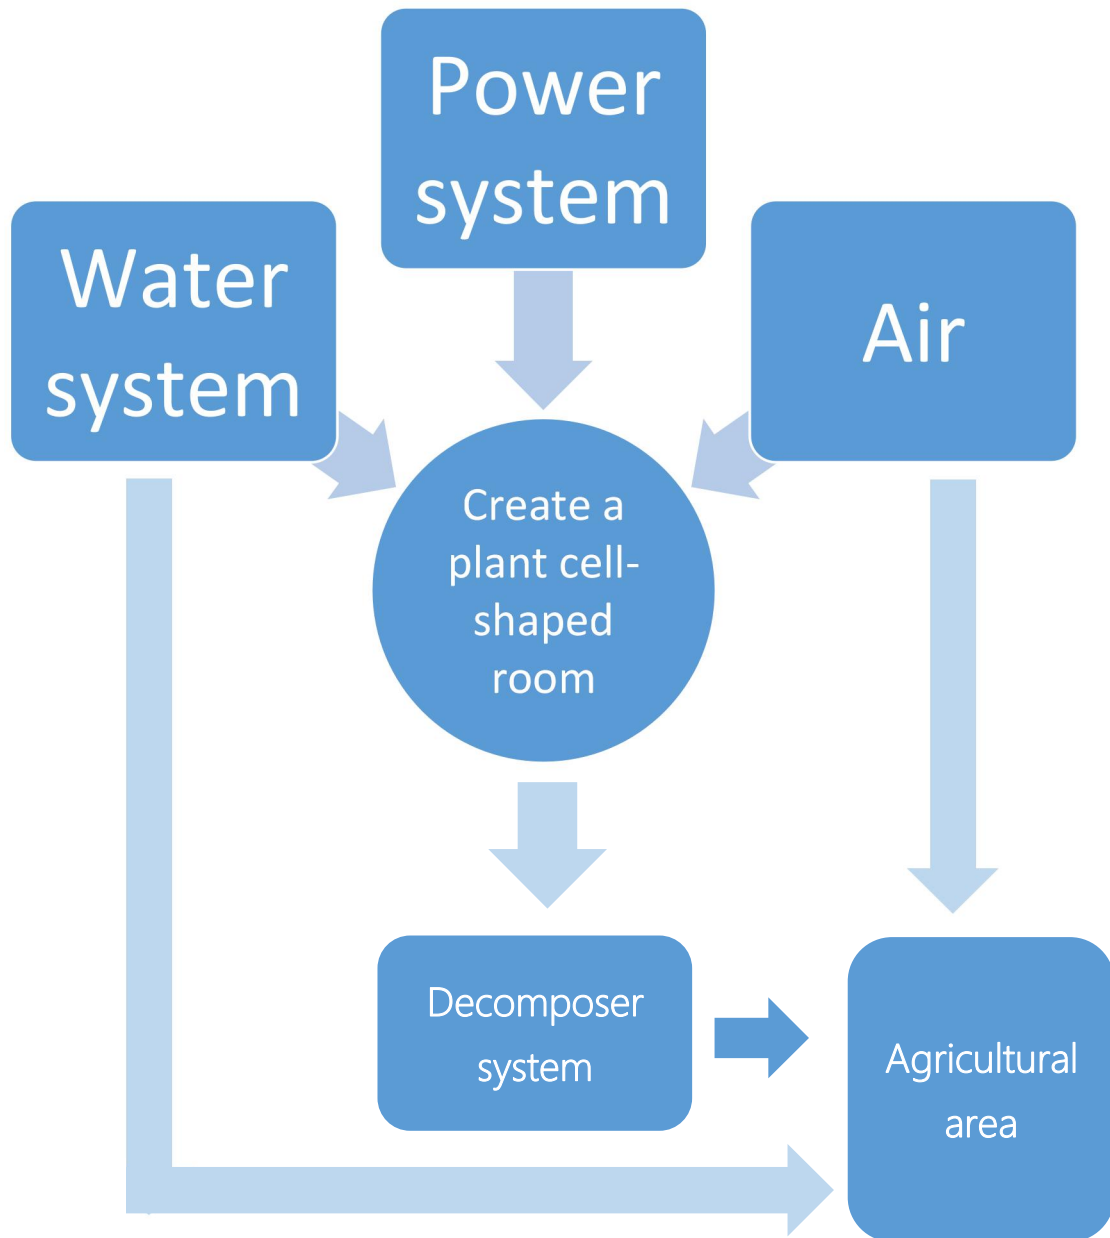 Power
system
Water
system
Air
Create a
plant cell-
shaped
room
Decomposer
system
Agricultural
area